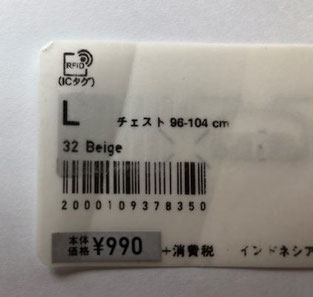 RFID
(ICタグ)
L チェスト 96-104 cm
32 Beige
2000109378350
本体価格 ¥990 +消費税 インドネシア